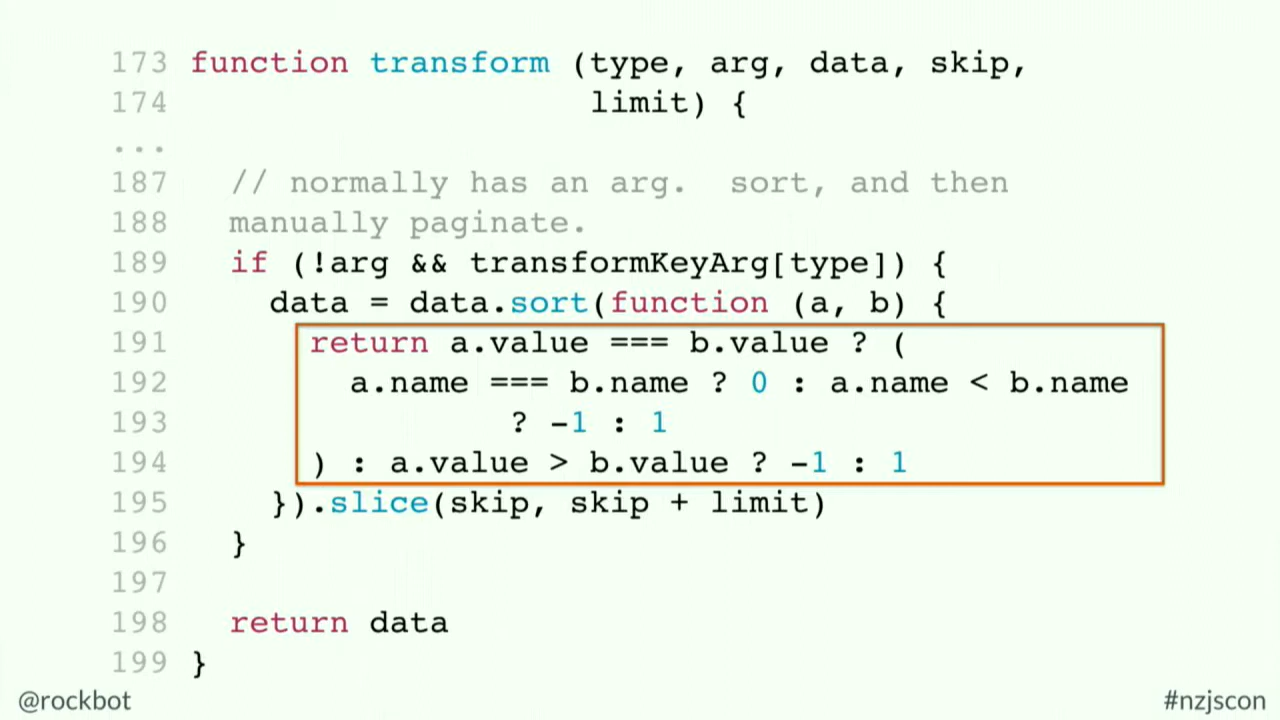 173 function transform (type, arg, data, skip,
174                     limit) {
...
187   // normally has an arg.  sort, and then
188   manually paginate.
189   if (!arg && transformKeyArg[type]) {
190     data = data.sort(function (a, b) {
191       return a.value === b.value ? (
192         a.name === b.name ? 0 : a.name < b.name
193                 ? -1 : 1
194       ) : a.value > b.value ? -1 : 1
195     }).slice(skip, skip + limit)
196   }
197
198   return data
199 }
@rockbot #nzjscon